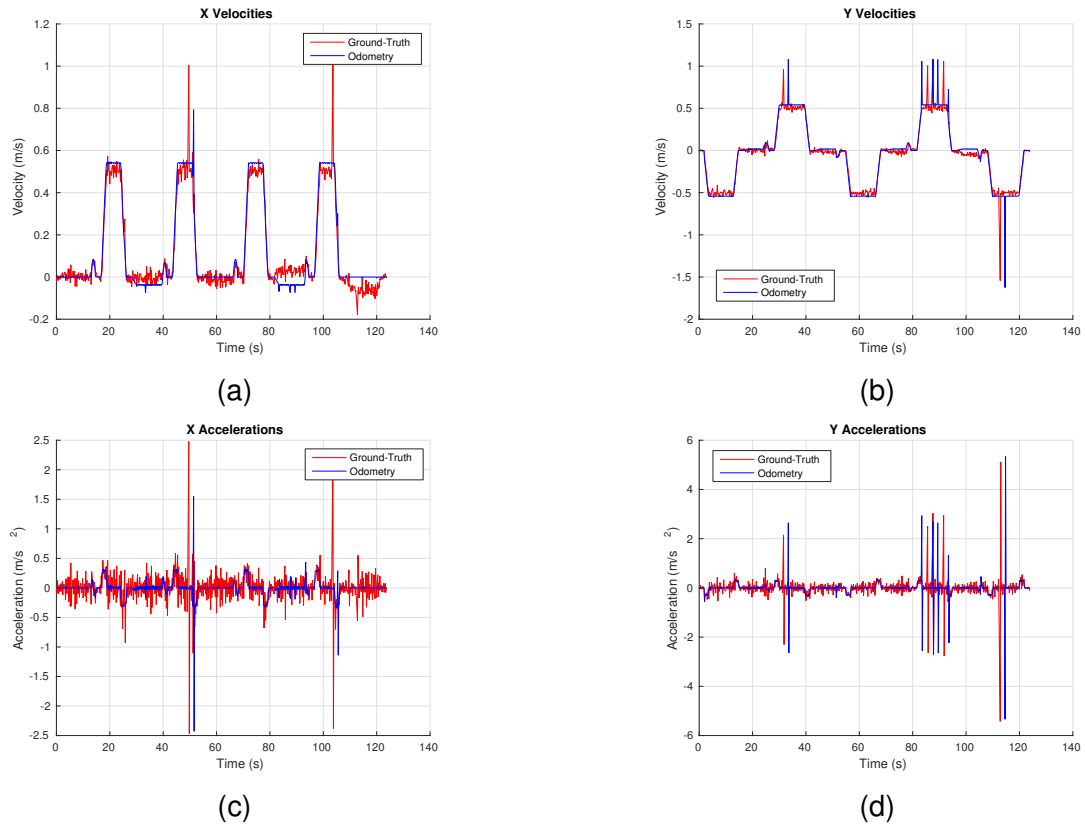 X Velocities
1.2
1
0.8
0.6
0.4
0.2
0
-0.2
Velocity (m/s)
Ground-Truth
Odometry
0 20 40 60 80 100 120 140
Time (s)
(a)
Y Velocities
1.5
1
0.5
0
-0.5
-1
-1.5
-2
Velocity (m/s)
Ground-Truth
Odometry
0 20 40 60 80 100 120 140
Time (s)
(b)
X Accelerations
2.5
2
1.5
1
0.5
0
-0.5
-1
-1.5
-2
-2.5
Acceleration (m/s 2)
Ground-Truth
Odometry
0 20 40 60 80 100 120 140
Time (s)
(c)
Y Accelerations
6
4
2
0
-2
-4
-6
Acceleration (m/s 2)
Ground-Truth
Odometry
0 20 40 60 80 100 120 140
Time (s)
(d)